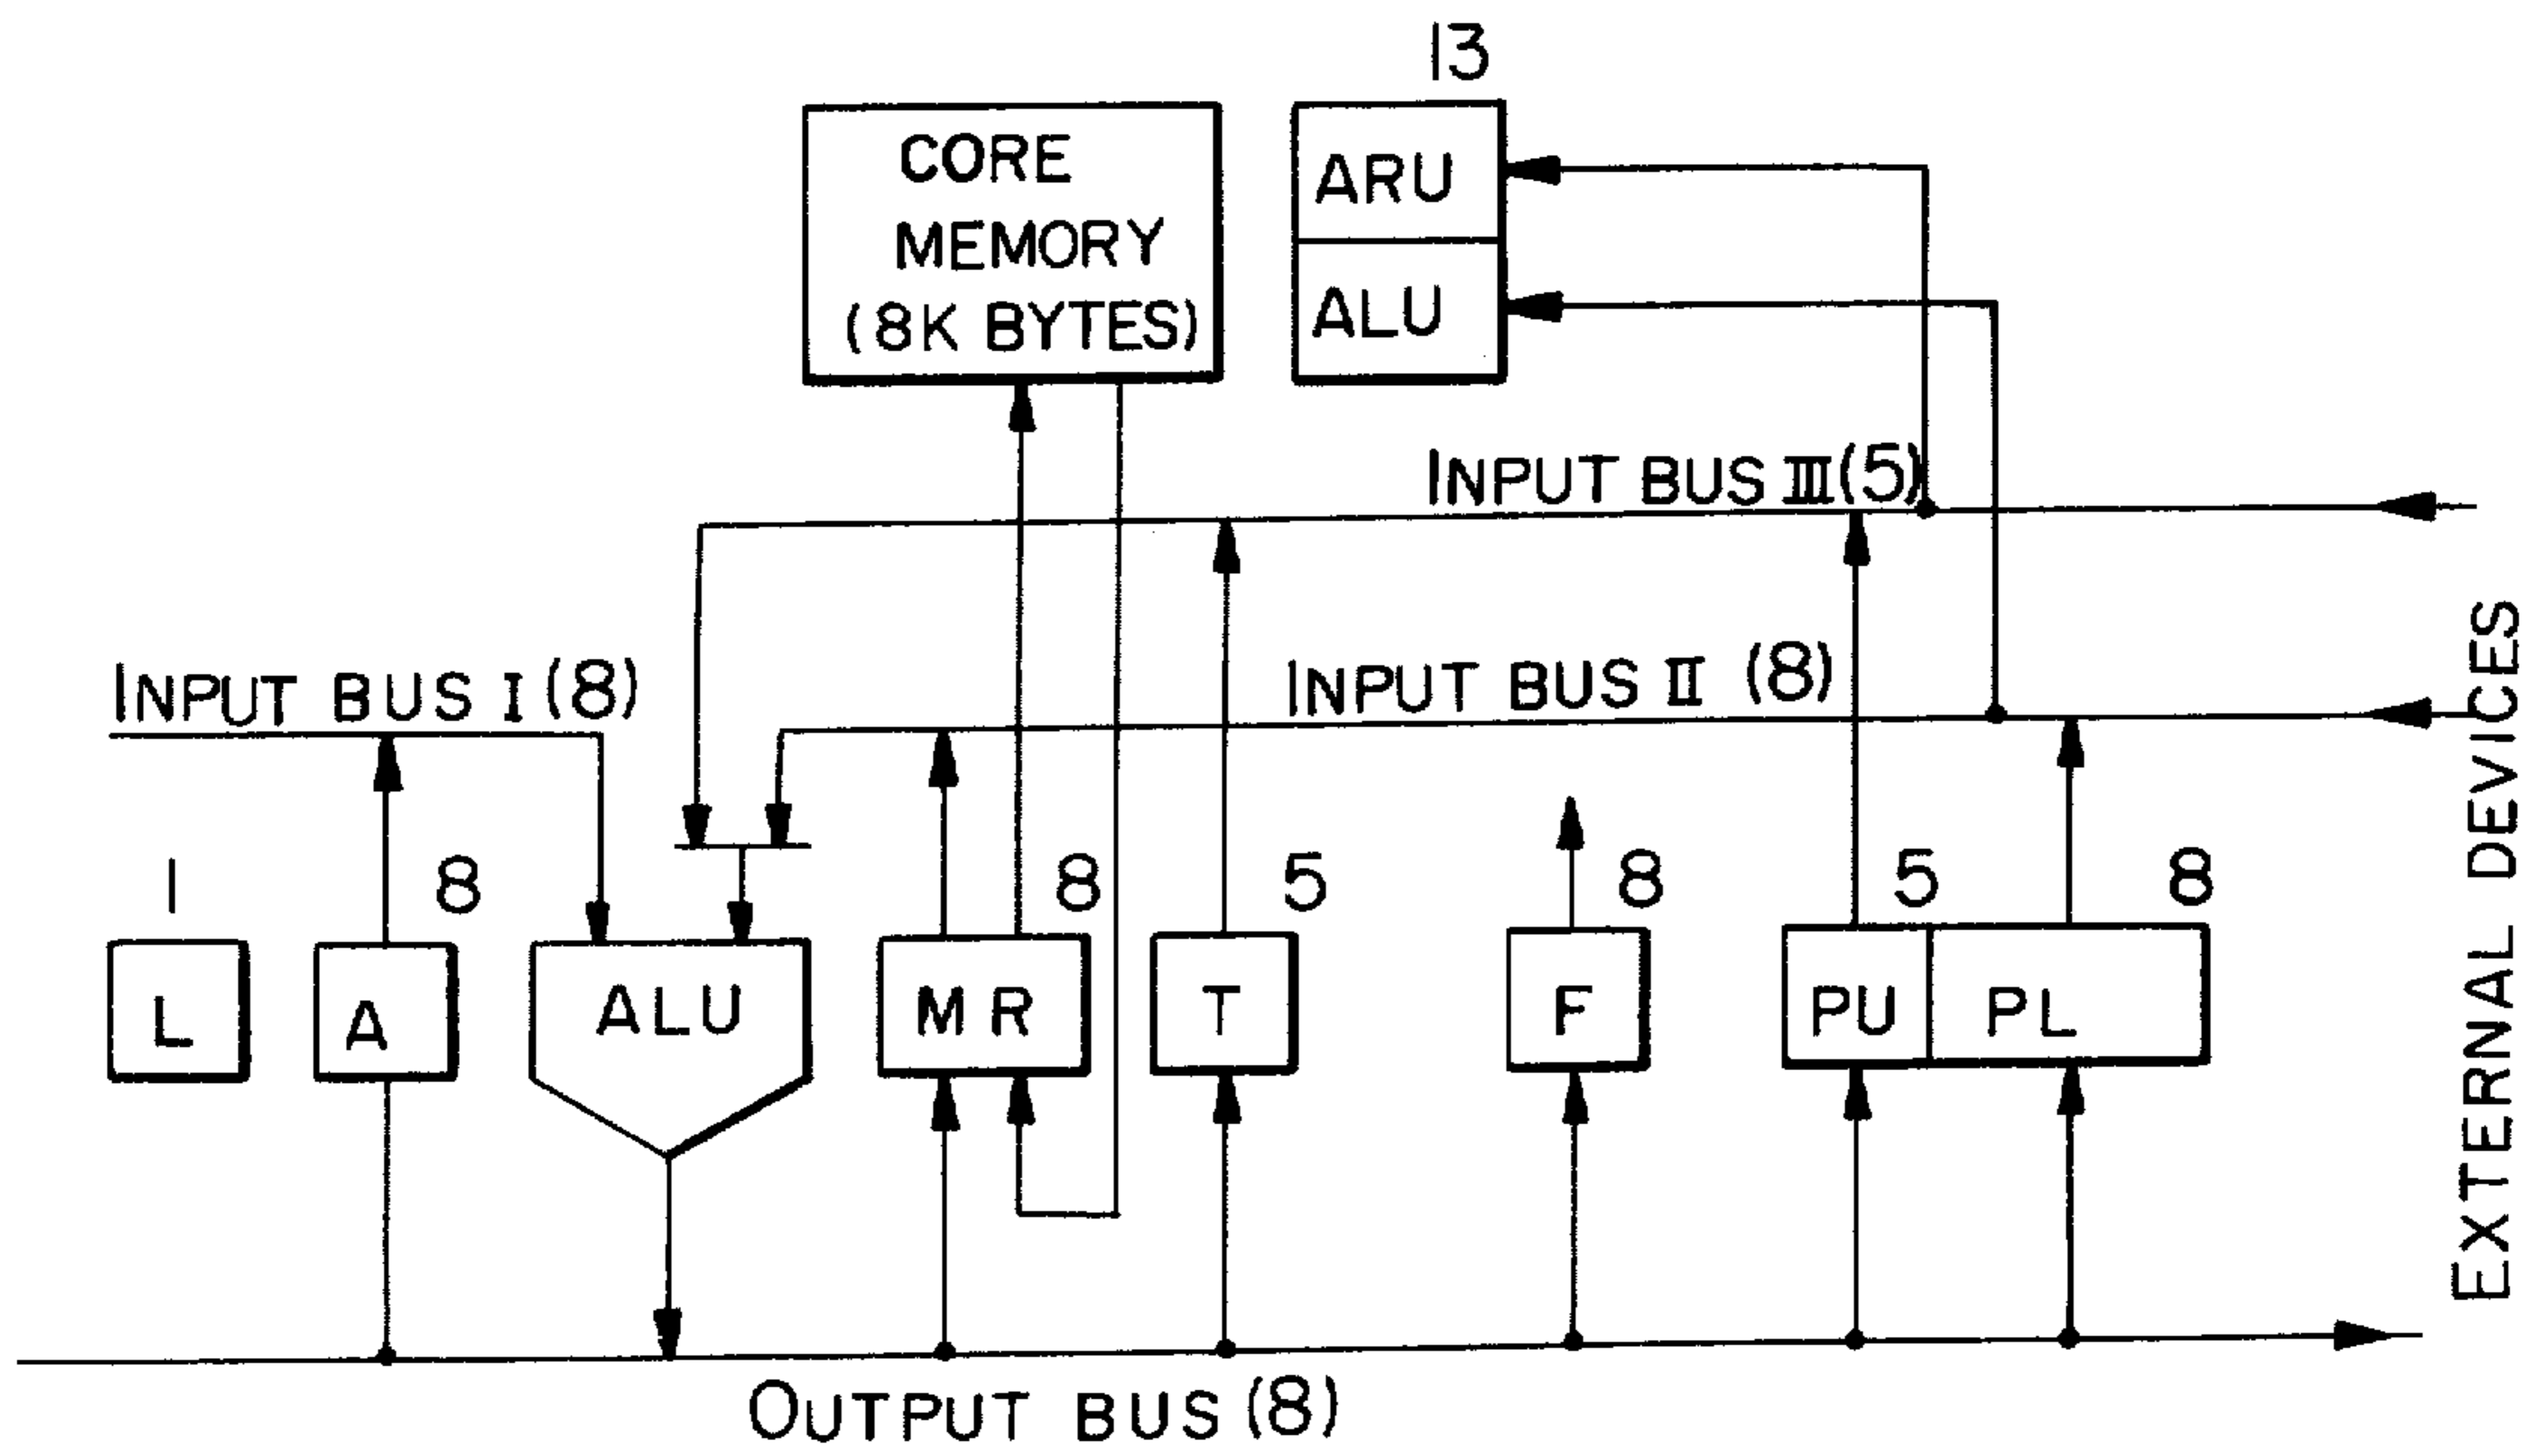 13
CORE
MEMORY
(8K BYTES)
ARU
ALU
INPUT BUS III (5)
INPUT BUS I (8)
INPUT BUS II (8)
1
8
8
5
8
5
8
L
A
ALU
MR
T
F
PU
PL
EXTERNAL DEVICES
OUTPUT BUS (8)